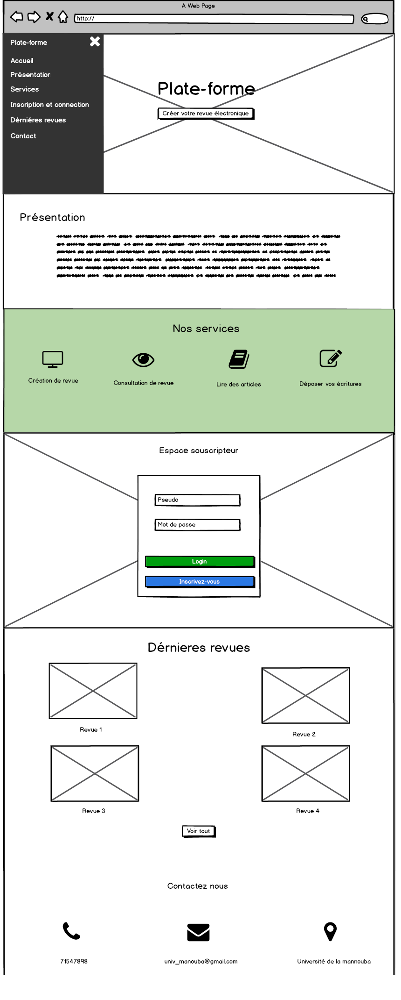 A Web Page
http://
Plate-forme
Accueil
Présentation
Services
Inscription et connection
Dérniéres revues
Contact
Plate-forme
Créer votre revue électronique
Présentation
Nos services
Création de revue
Consultation de revue
Lire des articles
Déposer vos écritures
Espace souscripteur
Pseudo
Mot de passe
Login
Inscrivez-vous
Dérnieres revues
Revue 1
Revue 2
Revue 3
Revue 4
Voir tout
Contactez nous
71547898
univ_manouba@gmail.com
Université de la mannouba